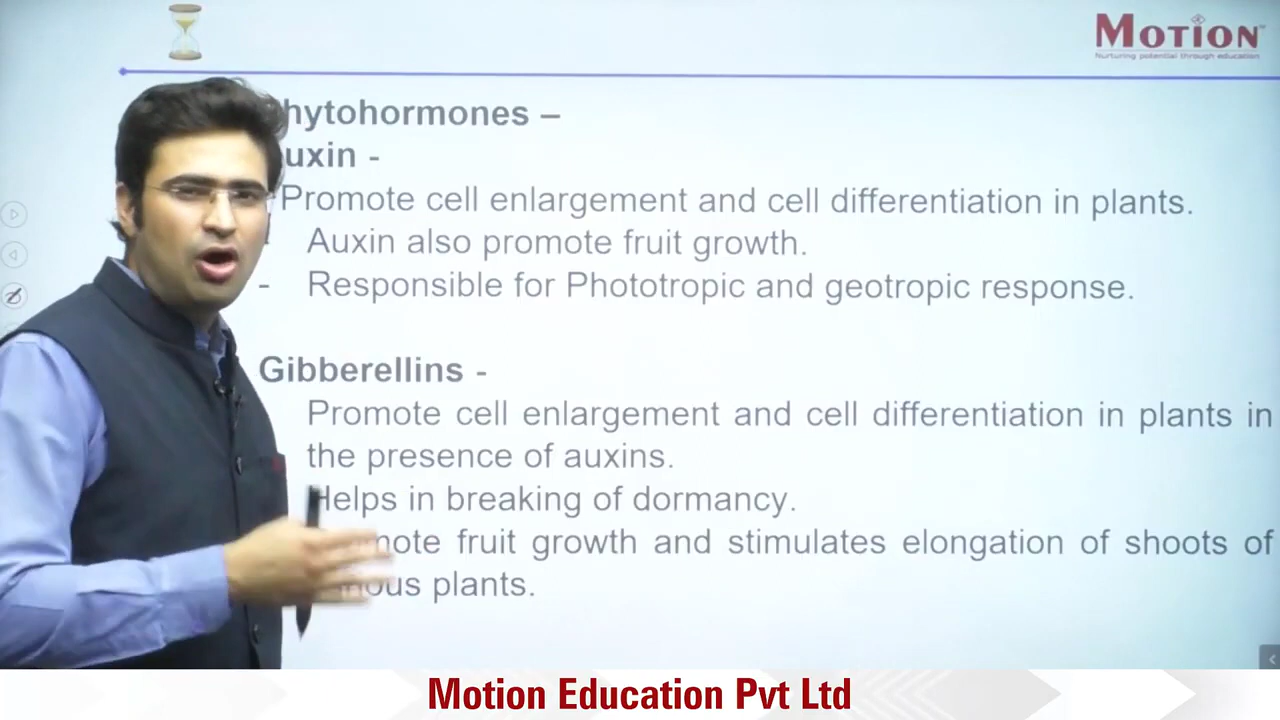 MOTION
Nurturing potential through education
hytohormones –
uxin -
Promote cell enlargement and cell differentiation in plants.
Auxin also promote fruit growth.
- Responsible for Phototropic and geotropic response.
Gibberellins -
Promote cell enlargement and cell differentiation in plants in
the presence of auxins.
Helps in breaking of dormancy.
mote fruit growth and stimulates elongation of shoots of
plants.
Motion Education Pvt Ltd